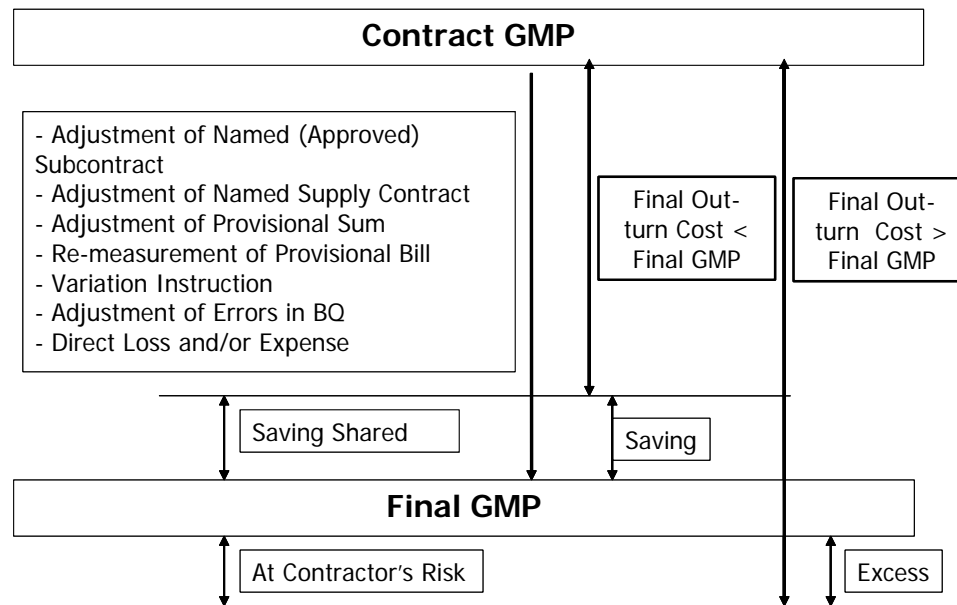 Contract GMP
- Adjustment of Named (Approved)
Subcontract
- Adjustment of Named Supply Contract
- Adjustment of Provisional Sum
- Re-measurement of Provisional Bill
- Variation Instruction
- Adjustment of Errors in BQ
- Direct Loss and/or Expense
Final Out-
turn Cost <
Final GMP
Final Out-
turn Cost >
Final GMP
Saving Shared
Saving
Final GMP
At Contractor's Risk
Excess